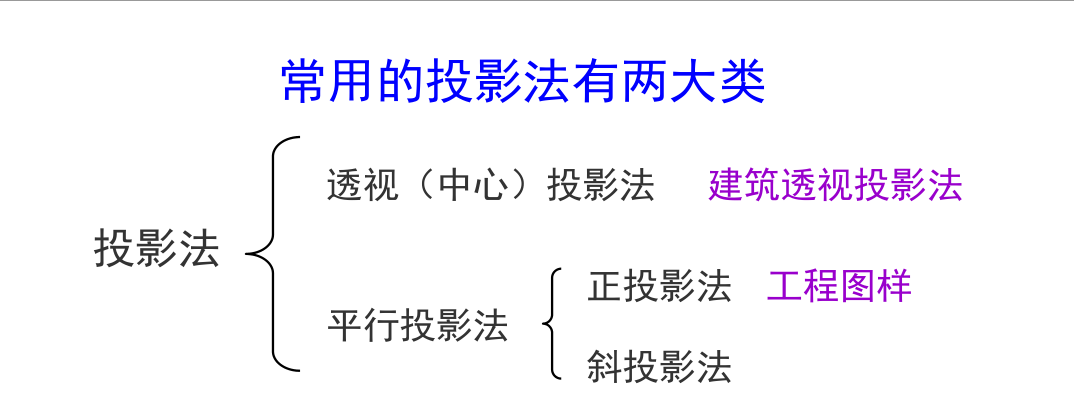 常用的投影法有两大类
透视（中心）投影法 建筑透视投影法
投影法
正投影法 工程图样
平行投影法
斜投影法